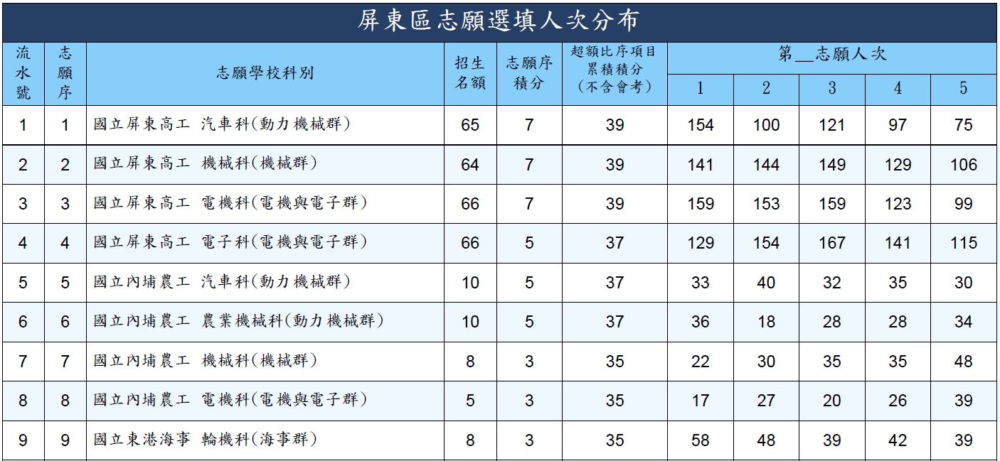 屏東區志願選填人次分布
流水號 志願序 志願學校科別 招生名額 志願序積分 超額比序項目累積積分(不含會考) 第__志願人次
1 2 3 4 5
1 1 國立屏東高工 汽車科(動力機械群) 65 7 39 154 100 121 97 75
2 2 國立屏東高工 機械科(機械群) 64 7 39 141 144 149 129 106
3 3 國立屏東高工 電機科(電機與電子群) 66 7 39 159 153 159 123 99
4 4 國立屏東高工 電子科(電機與電子群) 66 5 37 129 154 167 141 115
5 5 國立內埔農工 汽車科(動力機械群) 10 5 37 33 40 32 35 30
6 6 國立內埔農工 農業機械科(動力機械群) 10 5 37 36 18 28 28 34
7 7 國立內埔農工 機械科(機械群) 8 3 35 22 30 35 35 48
8 8 國立內埔農工 電機科(電機與電子群) 5 3 35 17 27 20 26 39
9 9 國立東港海事 輪機科(海事群) 8 3 35 58 48 39 42 39